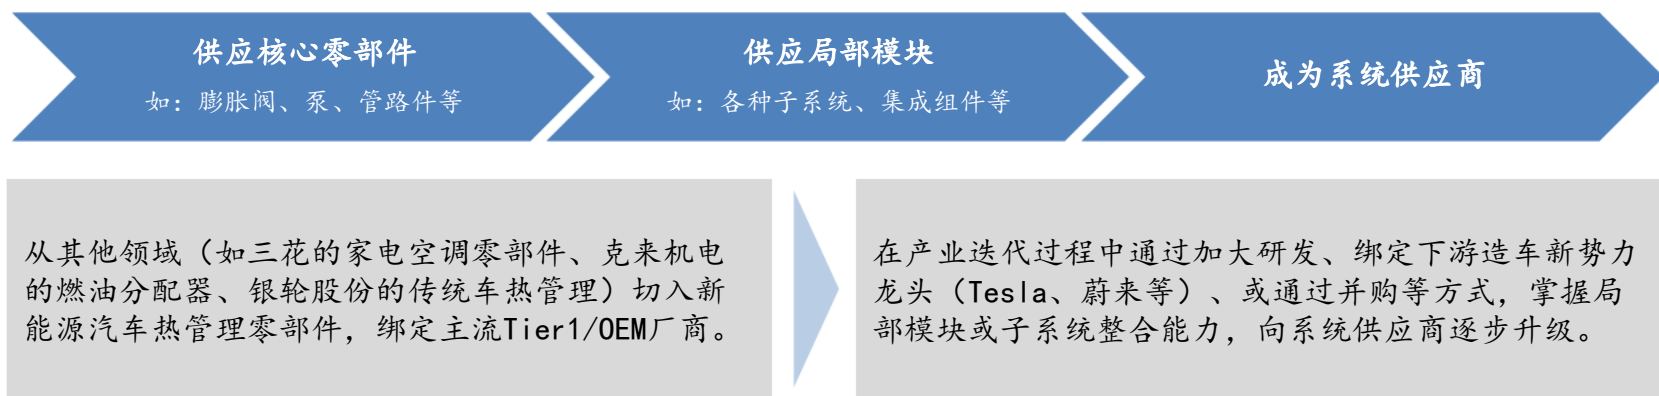 供应核心零部件
如：膨胀阀、泵、管路件等
供应局部模块
如：各种子系统、集成组件等
成为系统供应商
从其他领域（如三花的家电空调零部件、克来机电
的燃油分配器、银轮股份的传统车热管理）切入新
能源汽车热管理零部件，绑定主流Tier1/OEM厂商。
在产业迭代过程中通过加大研发、绑定下游造车新势力
龙头（Tesla、蔚来等）、或通过并购等方式，掌握局
部模块或子系统整合能力，向系统供应商逐步升级。